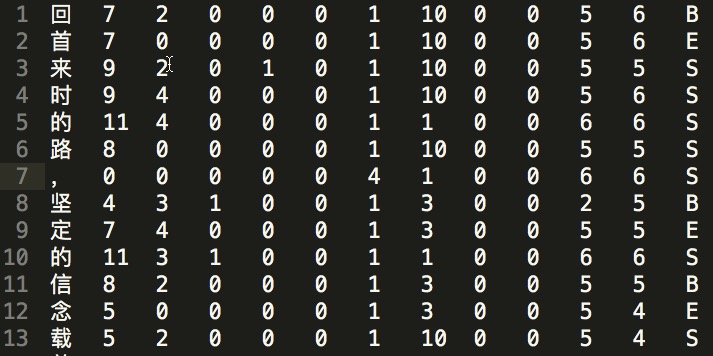 1 回 7 2 0 0 0 1 10 0 0 5 6 B
2 首 7 0 0 0 0 1 10 0 0 5 6 E
3 来 9 2 0 1 0 1 10 0 0 5 5 S
4 时 9 4 0 0 0 1 10 0 0 5 6 S
5 的 11 4 0 0 0 1 1 0 0 6 6 S
6 路 8 0 0 0 0 1 10 0 0 5 5 S
7 , 0 0 0 0 0 4 1 0 0 6 6 S
8 坚 4 3 1 0 0 1 3 0 0 2 5 B
9 定 7 4 0 0 0 1 3 0 0 5 5 E
10 的 11 3 1 0 0 1 1 0 0 6 6 S
11 信 8 2 0 0 0 1 3 0 0 5 5 B
12 念 5 0 0 0 0 1 3 0 0 5 4 E
13 载 5 2 0 0 0 1 10 0 0 5 4 S